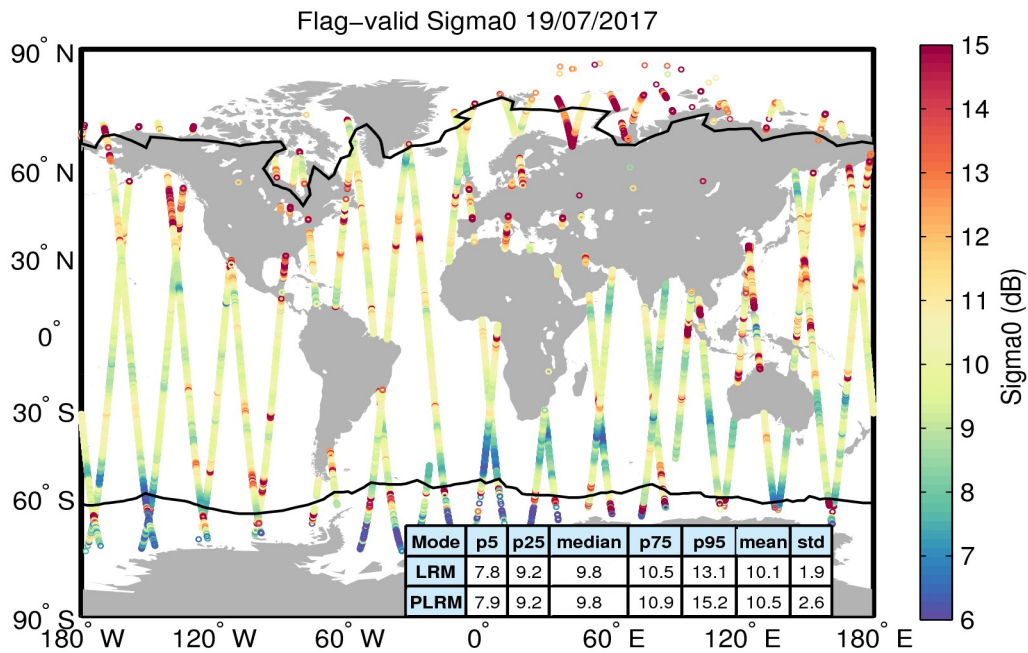 Flag−valid Sigma0 19/07/2017
90° N
60° N
30° N
0°
30° S
60° S
90° S
180° W
120° W
60° W
0°
60° E
120° E
180° E
15
14
13
12
11
10
9
8
7
6
Sigma0 (dB)
Mode p5 p25 median p75 p95 mean std
LRM 7.8 9.2 9.8 10.5 13.1 10.1 1.9
PLRM 7.9 9.2 9.8 10.9 15.2 10.5 2.6